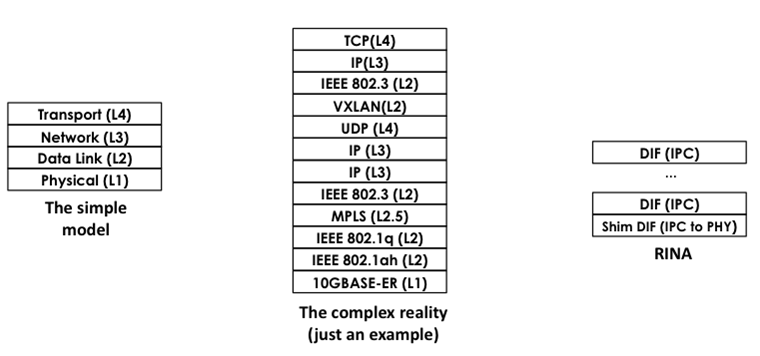 Transport (L4)
Network (L3)
Data Link (L2)
Physical (L1)
The simple
model
TCP(L4)
IP(L3)
IEEE 802.3 (L2)
VXLAN(L2)
UDP (L4)
IP (L3)
IP (L3)
IEEE 802.3 (L2)
MPLS (L2.5)
IEEE 802.1q (L2)
IEEE 802.1ah (L2)
10GBASE-ER (L1)
The complex reality
(just an example)
DIF (IPC)
...
DIF (IPC)
Shim DIF (IPC to PHY)
RINA